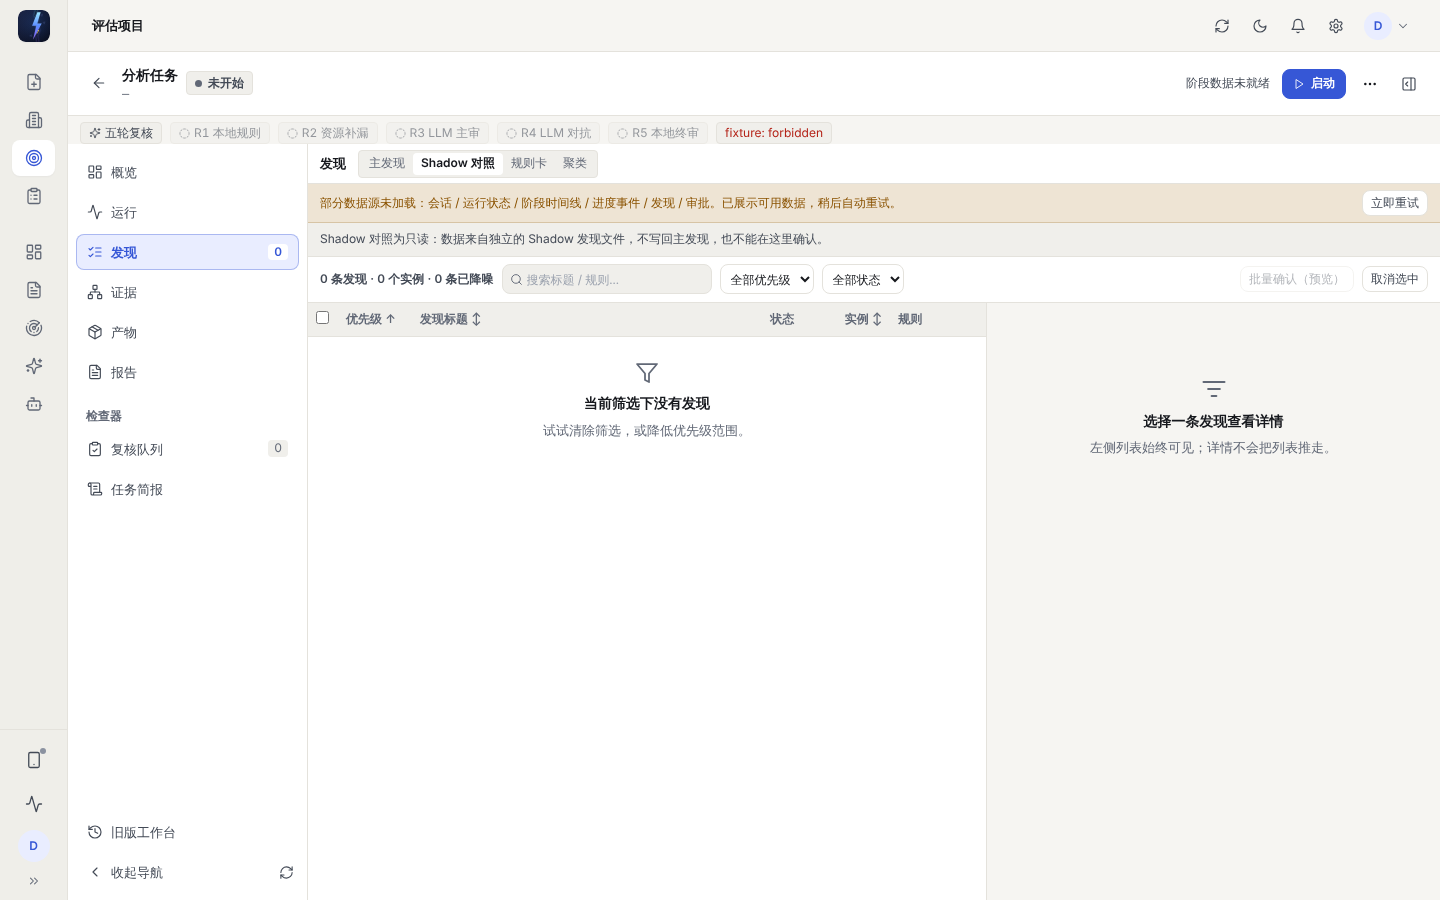 评估项目
D
分析任务
—
未开始
阶段数据未就绪
启动
五轮复核
R1 本地规则
R2 资源补漏
R3 LLM 主审
R4 LLM 对抗
R5 本地终审
fixture: forbidden
概览
运行
发现 0
证据
产物
报告
检查器
复核队列 0
任务简报
旧版工作台
收起导航
D
发现
主发现
Shadow 对照
规则卡
聚类
部分数据源未加载：会话 / 运行状态 / 阶段时间线 / 进度事件 / 发现 / 审批。已展示可用数据，稍后自动重试。
立即重试
Shadow 对照为只读：数据来自独立的 Shadow 发现文件，不写回主发现，也不能在这里确认。
0 条发现 · 0 个实例 · 0 条已降噪
搜索标题 / 规则...
全部优先级
全部状态
批量确认（预览）
取消选中
优先级 ↑
发现标题
状态
实例
规则
当前筛选下没有发现
试试清除筛选，或降低优先级范围。
选择一条发现查看详情
左侧列表始终可见；详情不会把列表推走。